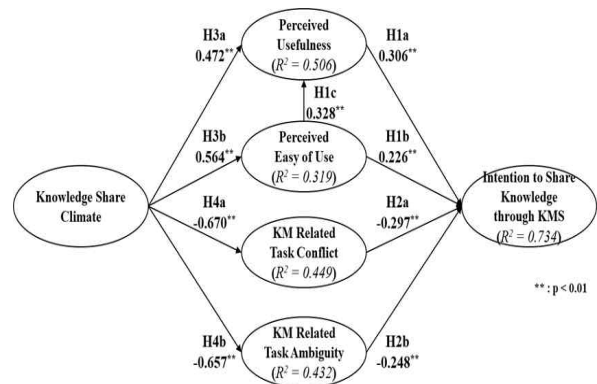 H3a
0.472**
Perceived
Usefulness
(R² = 0.506)
H1a
0.306**
H1c
0.328**
H3b
0.564**
Perceived
Easy of Use
(R² = 0.319)
H1b
0.226**
Knowledge Share
Climate
H4a
-0.670**
KM Related
Task Conflict
(R² = 0.449)
H2a
-0.297**
Intention to Share
Knowledge
through KMS
(R² = 0.734)
** : p < 0.01
H4b
-0.657**
KM Related
Task Ambiguity
(R² = 0.432)
H2b
-0.248**